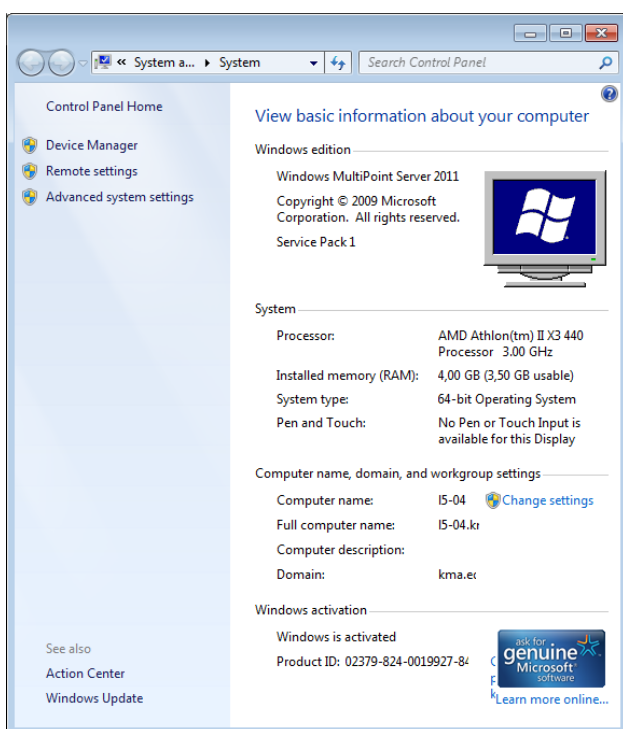 « System a... ▸ System
Search Control Panel
Control Panel Home
Device Manager
Remote settings
Advanced system settings
View basic information about your computer
Windows edition
Windows MultiPoint Server 2011
Copyright © 2009 Microsoft
Corporation. All rights reserved.
Service Pack 1
System
Processor: AMD Athlon(tm) II X3 440
Processor 3.00 GHz
Installed memory (RAM): 4,00 GB (3,50 GB usable)
System type: 64-bit Operating System
Pen and Touch: No Pen or Touch Input is
available for this Display
Computer name, domain, and workgroup settings
Computer name: I5-04 Change settings
Full computer name:
Computer description:
Domain:
Windows activation
Windows is activated
Product ID: 02379-824-0019927-84
ask for
genuine
Microsoft
software
Learn more online...
See also
Action Center
Windows Update